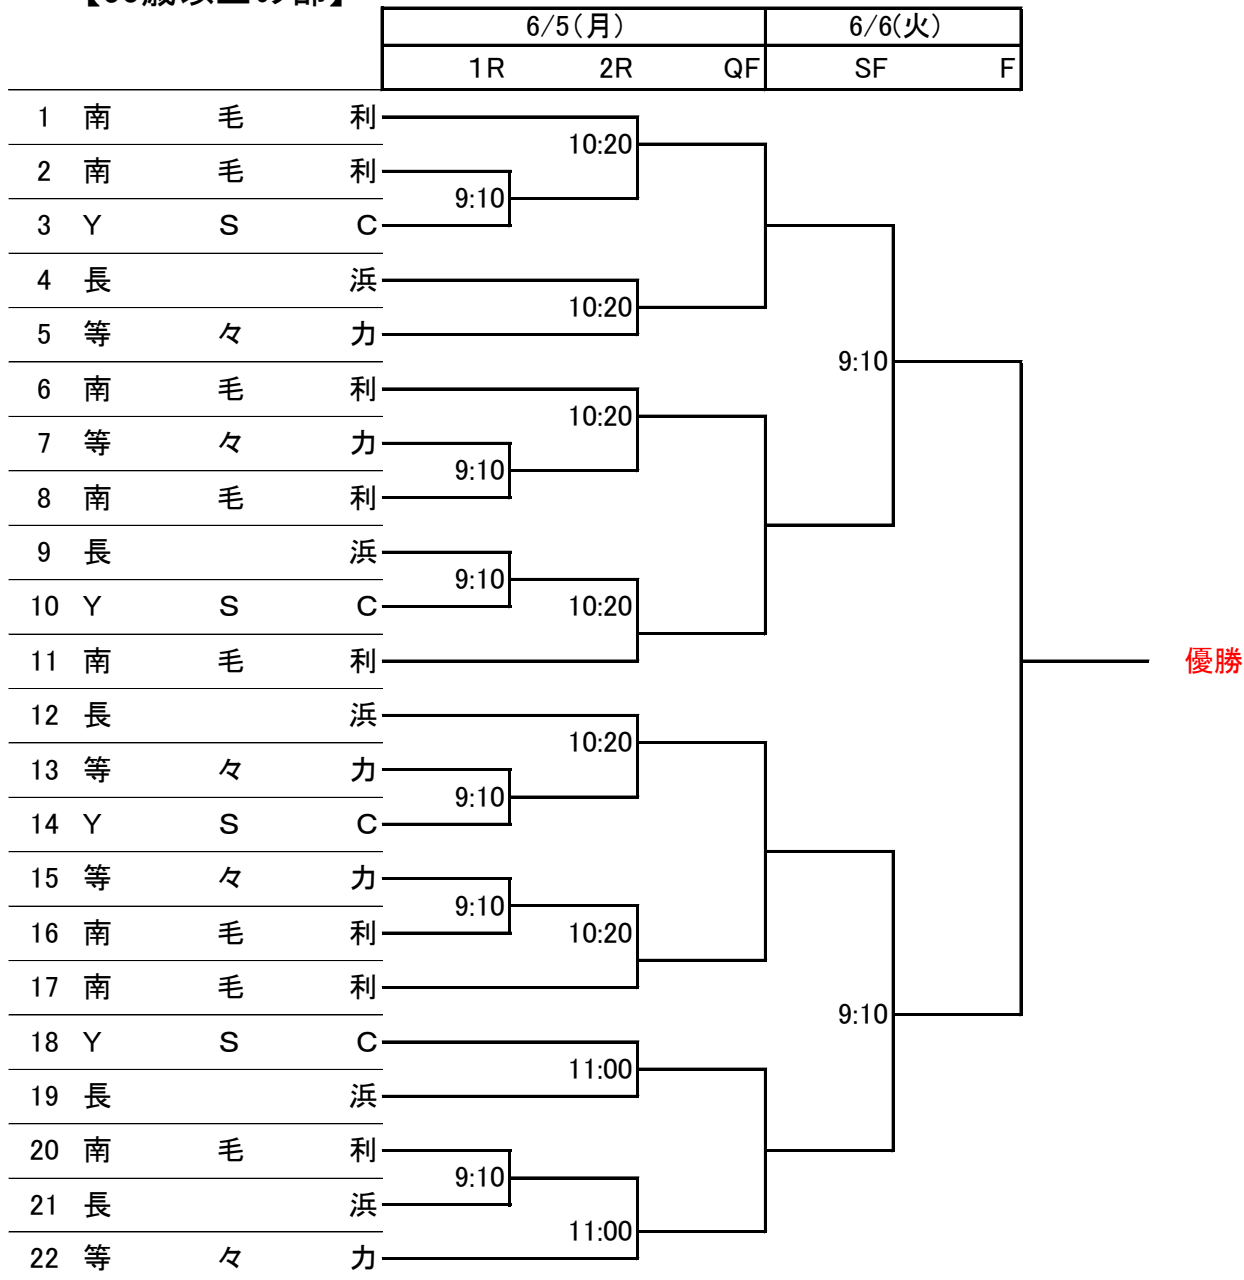 6/5(月) 6/6(火)
1R 2R QF SF F
1 南 毛 利
10:20
2 南 毛 利
9:10
3 Y S C
4 長 浜
10:20
5 等 々 力
9:10
6 南 毛 利
10:20
7 等 々 力
9:10
8 南 毛 利
9 長 浜
9:10
10 Y S C 10:20
11 南 毛 利 優勝
12 長 浜
10:20
13 等 々 力
9:10
14 Y S C
15 等 々 力
9:10
16 南 毛 利 10:20
17 南 毛 利
9:10
18 Y S C
11:00
19 長 浜
20 南 毛 利
9:10
21 長 浜
11:00
22 等 々 力